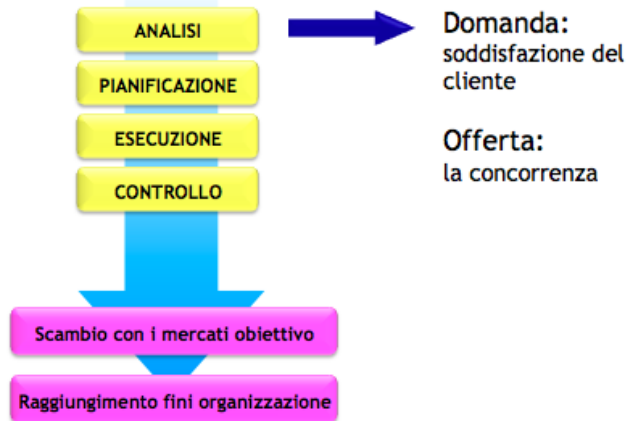 ANALISI
PIANIFICAZIONE
ESECUZIONE
CONTROLLO
Domanda:
soddisfazione del
cliente
Offerta:
la concorrenza
Scambio con i mercati obiettivo
Raggiungimento fini organizzazione